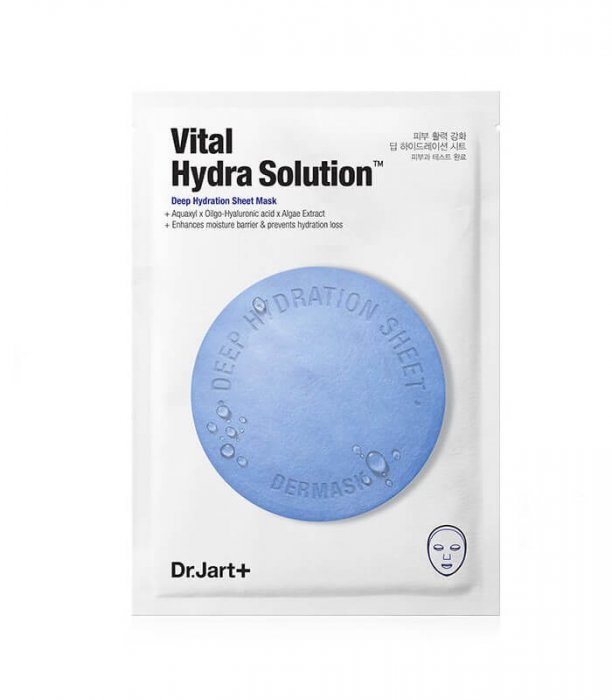 Vital
Hydra Solution™
Deep Hydration Sheet Mask
+ Aquaxyl x Oilgo-Hyaluronic acid x Algae Extract
+ Enhances moisture barrier & prevents hydration loss
피부 활력 강화
딥 하이드레이션 시트
피부과 테스트 완료
DEEP HYDRATION SHEET
DERMASK
Dr.Jart+